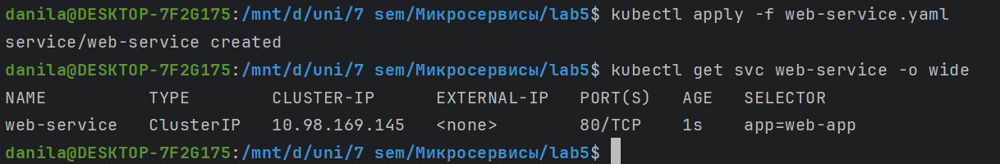 danila@DESKTOP-7F2G175:/mnt/d/uni/7 sem/Микросервисы/lab5$ kubectl apply -f web-service.yaml
service/web-service created
danila@DESKTOP-7F2G175:/mnt/d/uni/7 sem/Микросервисы/lab5$ kubectl get svc web-service -o wide
NAME          TYPE        CLUSTER-IP      EXTERNAL-IP   PORT(S)   AGE   SELECTOR
web-service   ClusterIP   10.98.169.145   <none>        80/TCP    1s    app=web-app
danila@DESKTOP-7F2G175:/mnt/d/uni/7 sem/Микросервисы/lab5$